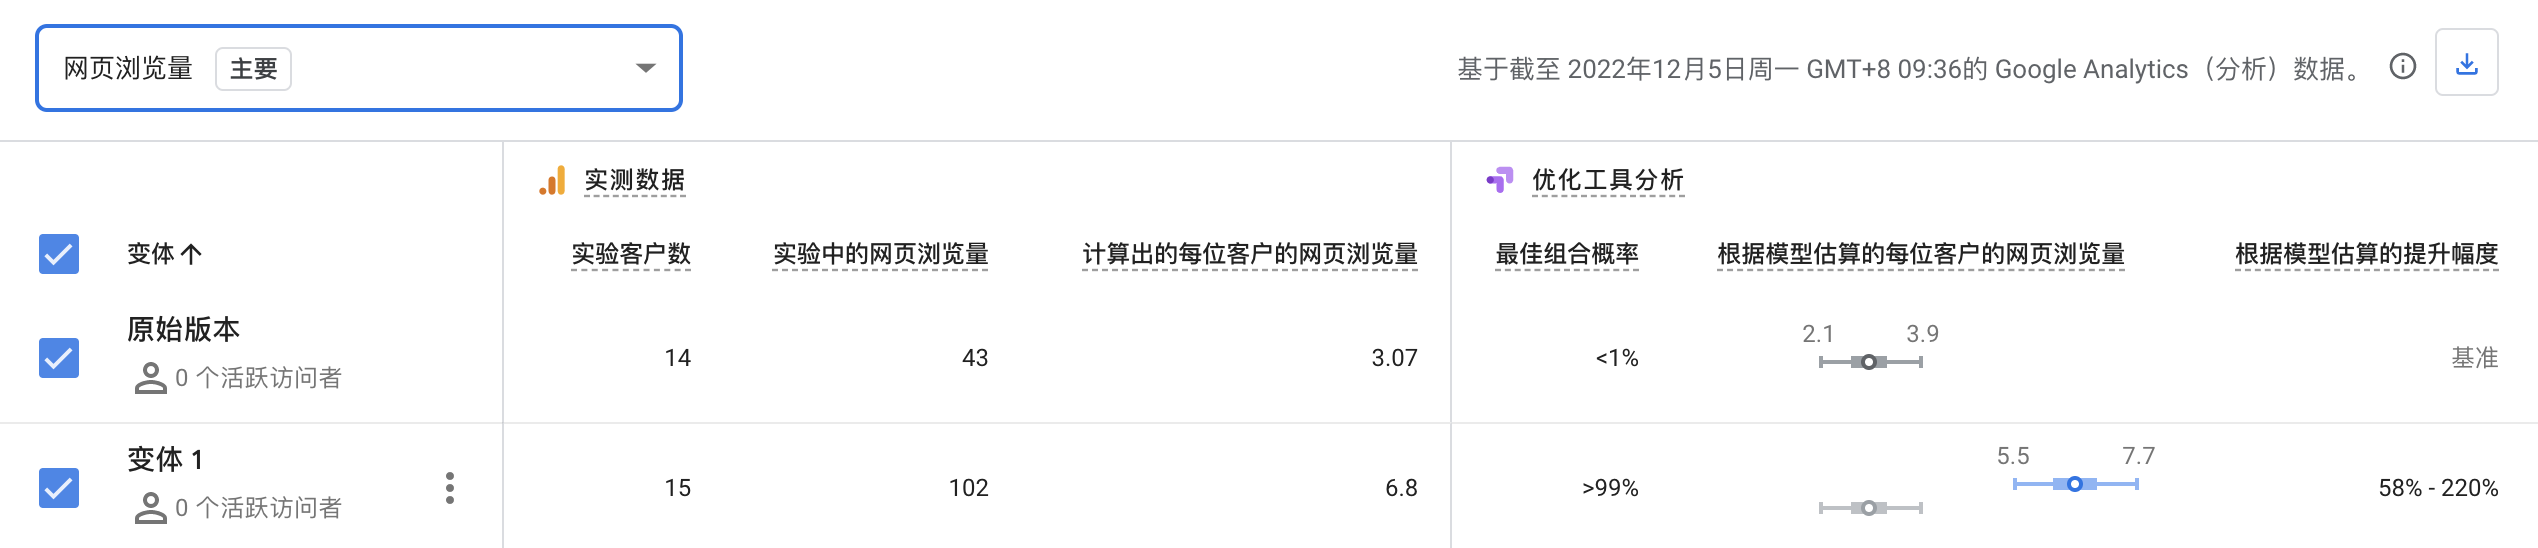 网页浏览量 主要
基于截至 2022年12月5日周一 GMT+8 09:36的 Google Analytics（分析）数据。
实测数据 优化工具分析
变体 实验客户数 实验中的网页浏览量 计算出的每位客户的网页浏览量 最佳组合概率 根据模型估算的每位客户的网页浏览量 根据模型估算的提升幅度
原始版本
0 个活跃访问者
14 43 3.07 <1% 2.1 3.9 基准
变体 1
0 个活跃访问者
15 102 6.8 >99% 5.5 7.7 58% - 220%